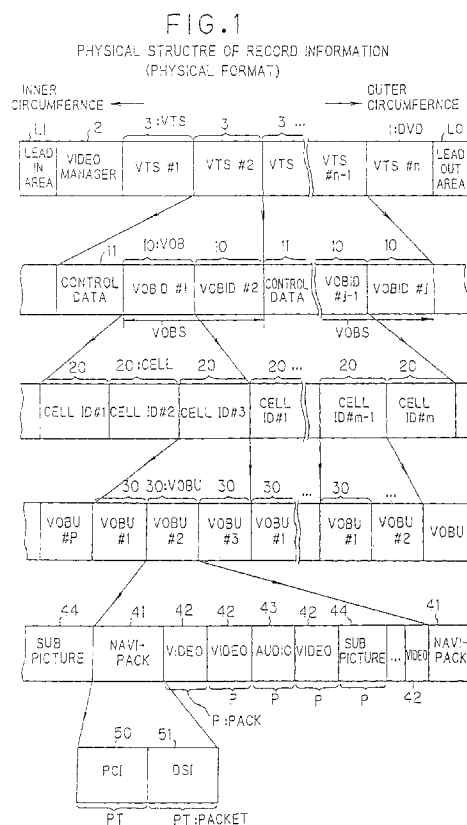 FIG.1
PHYSICAL STRUCTRE OF RECORD INFORMATION
(PHYSICAL FORMAT)
INNER CIRCUMFERNCE
OUTER CIRCUMFERNCE
LI 2 3:VTS 3 3 ... 1:DVD LO
LEAD IN AREA VIDEO MANAGER VTS #1 VTS #2 VTS VTS #n-1 VTS #n LEAD OUT AREA
11 10:VOB 10 11 10 10
CONTROL DATA VOBID #1 VOBID #2 CONTROL DATA VOBID #j-1 VOBID #j
VOBS VOBS
20 20:CELL 20 20 ... 20 20
CELL ID#1 CELL ID#2 CELL ID#3 CELL ID#1 CELL ID#m-1 CELL ID#m
30 30:VOBU 30 30 ... 30 ...
VOBU #P VOBU #1 VOBU #2 VOBU #3 VOBU #1 VOBU #1 VOBU #2 VOBU
44 41 42 42 43 42 44 41
SUB PICTURE NAVI-PACK VIDEO VIDEO AUDIO VIDEO SUB PICTURE ... VIDEO NAVI-PACK
P P P P 42
P:PACK
50 51
PCI DSI
PT PT:PACKET